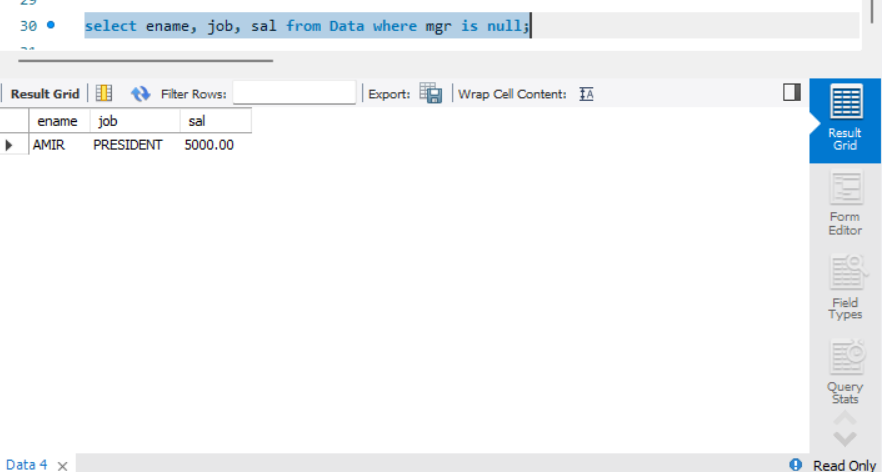 29
30 select ename, job, sal from Data where mgr is null;
Result Grid Filter Rows: Export: Wrap Cell Content:
ename job sal
AMIR PRESIDENT 5000.00
Result
Grid
Form
Editor
Field
Types
Query
Stats
Data 4 Read Only